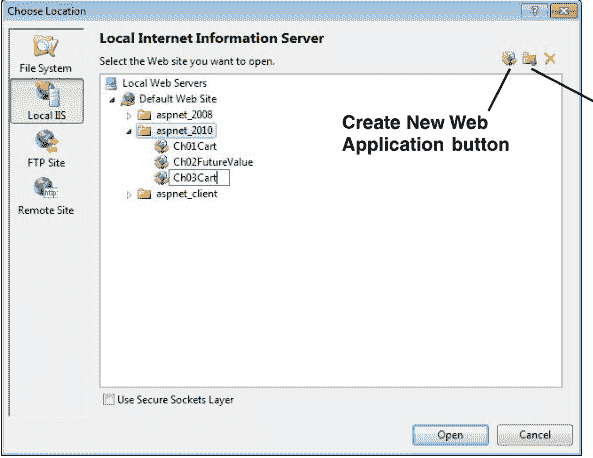 Choose Location
Local Internet Information Server
Select the Web site you want to open.
File System
Local IIS
FTP Site
http:
Remote Site
Local Web Servers
Default Web Site
aspnet_2008
aspnet_2010
Ch01Cart
Ch02FutureValue
Ch03Cart
aspnet_client
Create New Web
Application button
Use Secure Sockets Layer
Open
Cancel